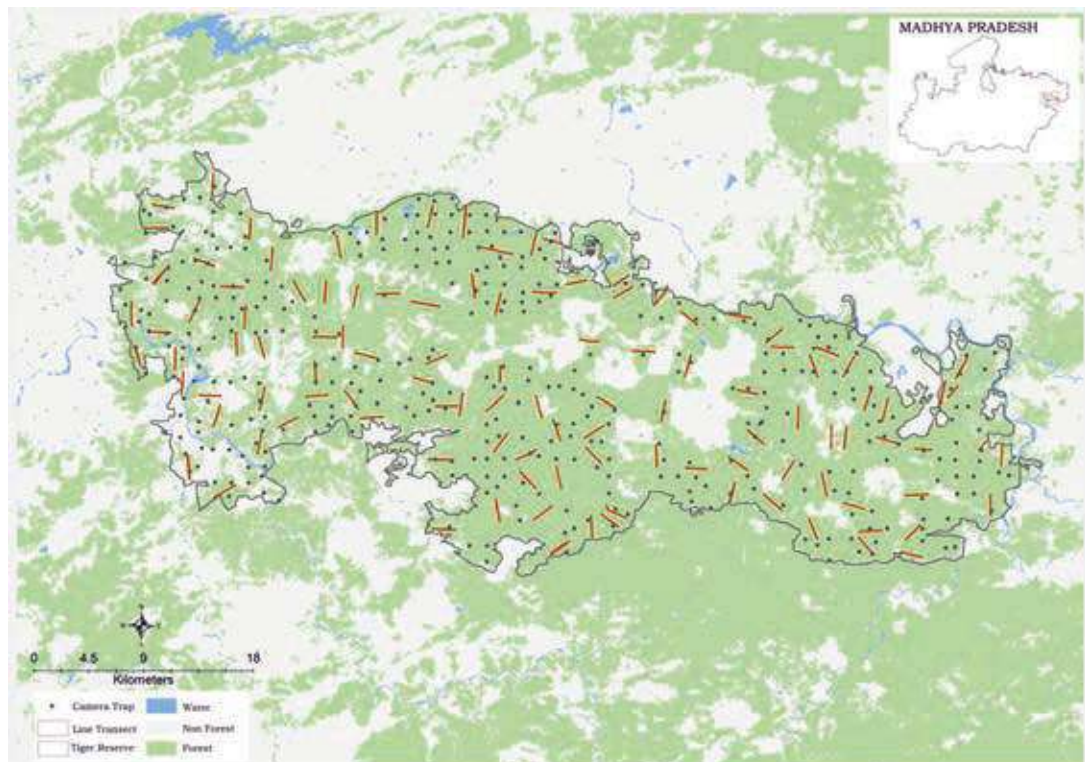 MADHYA PRADESH
0 4.5 9 18
Kilometers
Camera Trap
Water
Line Transect
Non Forest
Tiger Reserve
Forest